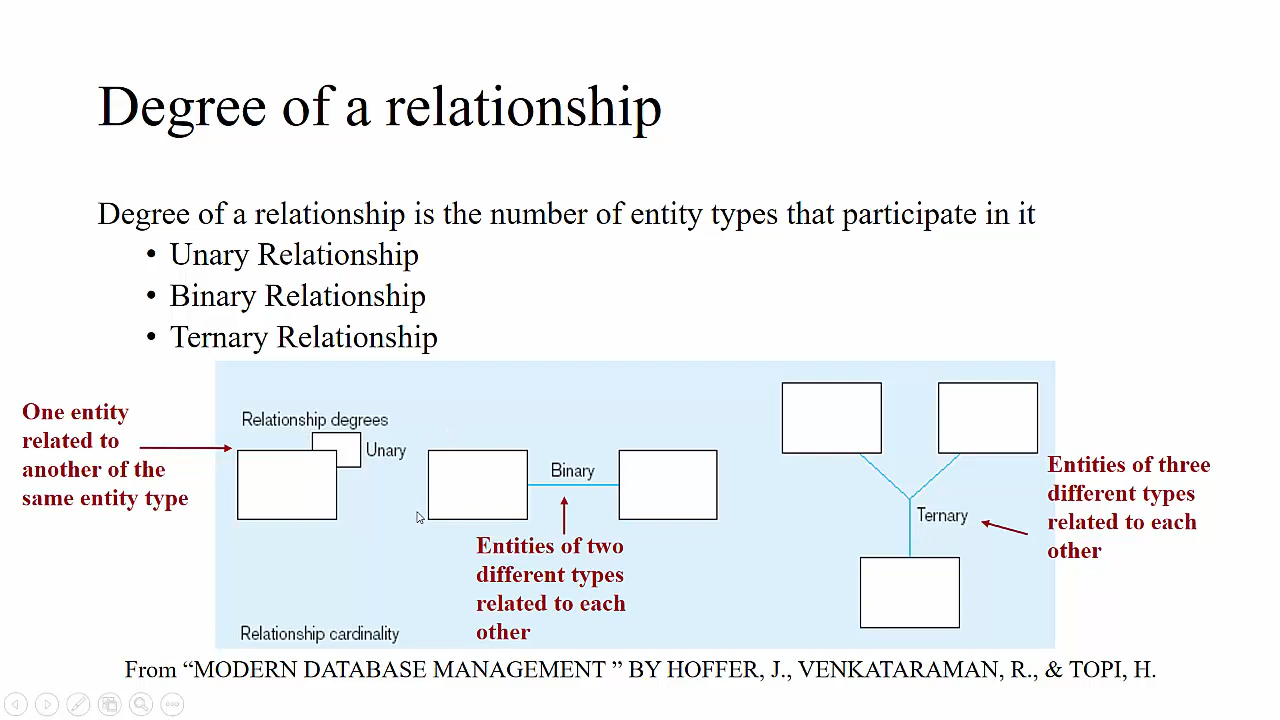 Degree of a relationship
Degree of a relationship is the number of entity types that participate in it
• Unary Relationship
• Binary Relationship
• Ternary Relationship
One entity
related to
another of the
same entity type
Relationship degrees
Unary
Binary
Entities of two
different types
related to each
other
Ternary
Entities of three
different types
related to each
other
Relationship cardinality
From “MODERN DATABASE MANAGEMENT ” BY HOFFER, J., VENKATARAMAN, R., & TOPI, H.